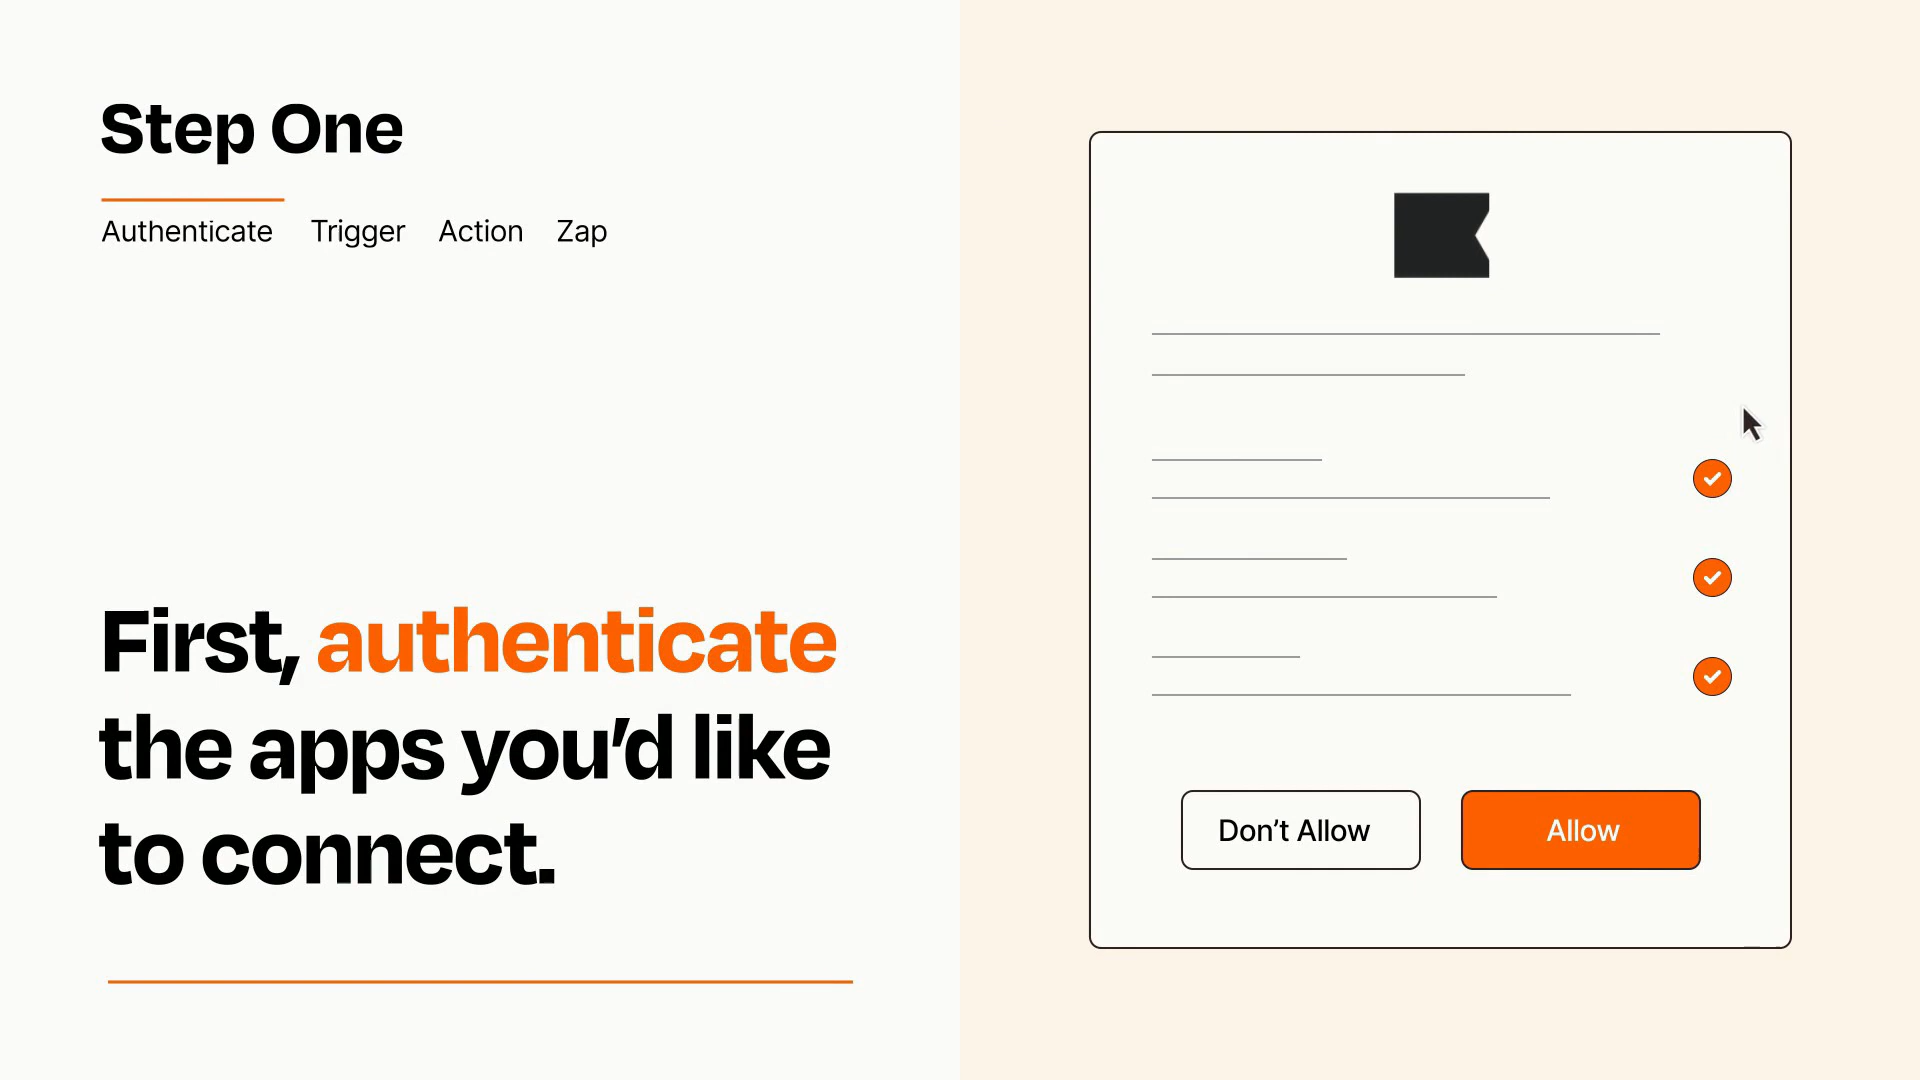 Step One
Authenticate Trigger Action Zap
First, authenticate
the apps you’d like
to connect.
Don’t Allow
Allow